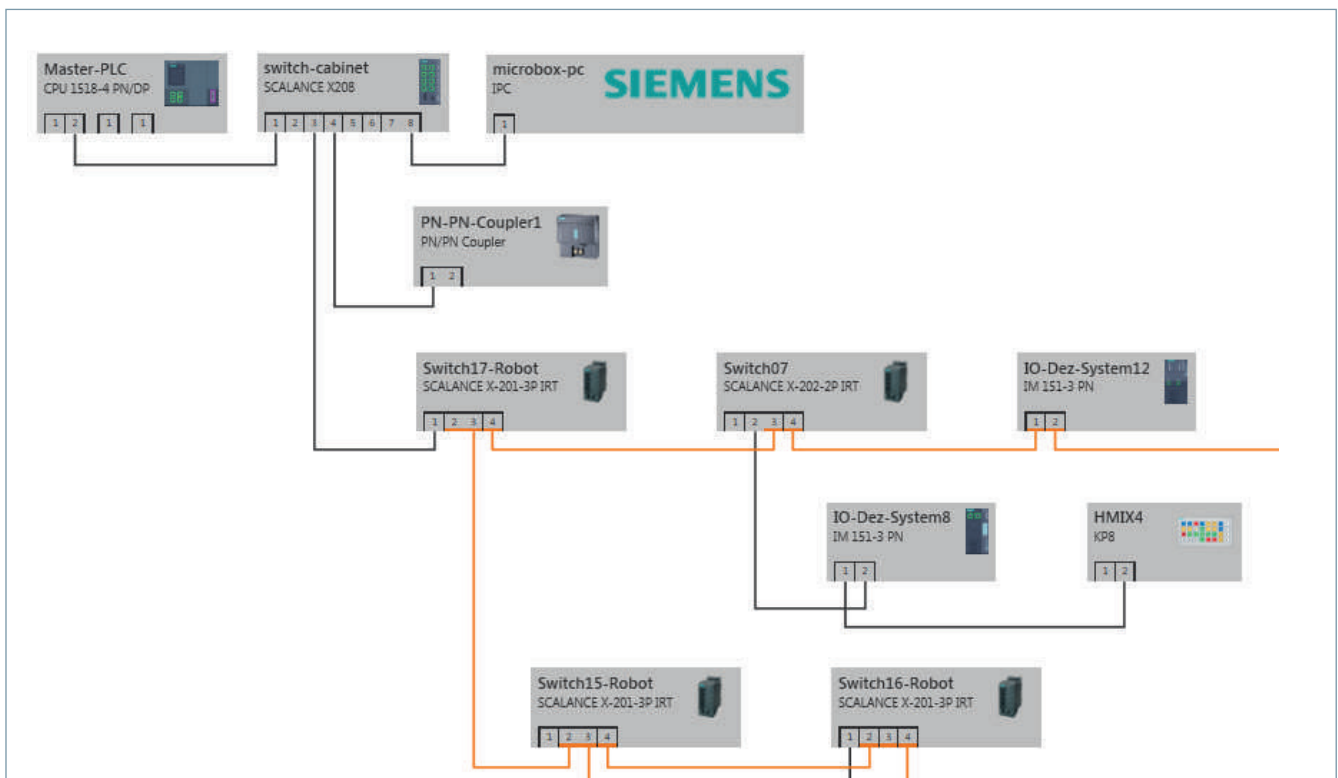 Master-PLC
CPU 1518-4 PN/DP
1 2 1 1
switch-cabinet
SCALANCE X208
1 2 3 4 5 6 7 8
microbox-pc
IPC
SIEMENS
1
PN-PN-Coupler1
PN/PN Coupler
1 2
Switch17-Robot
SCALANCE X-201-3P IRT
1 2 3 4
Switch07
SCALANCE X-202-2P IRT
1 2 3 4
IO-Dez-System12
IM 151-3 PN
1 2
IO-Dez-System8
IM 151-3 PN
1 2
HMIX4
KP8
1 2
Switch15-Robot
SCALANCE X-201-3P IRT
1 2 3 4
Switch16-Robot
SCALANCE X-201-3P IRT
1 2 3 4